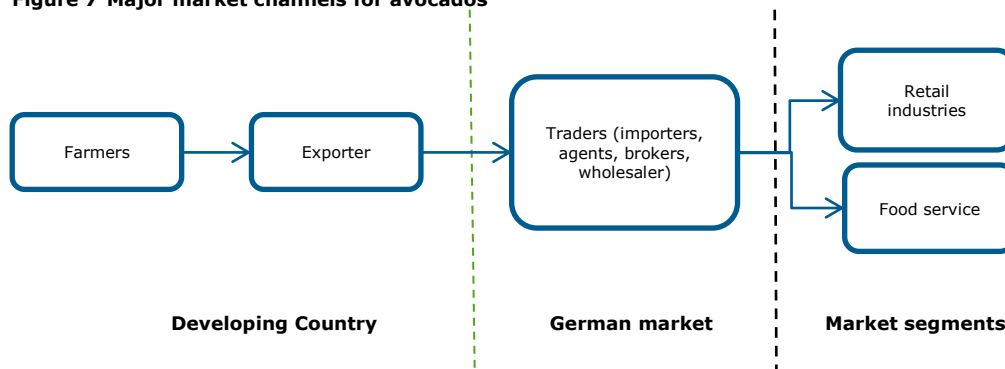 Figure 7 Major market channels for avocados
Farmers
Exporter
Traders (importers,
agents, brokers,
wholesaler)
Retail
industries
Food service
Developing Country
German market
Market segments